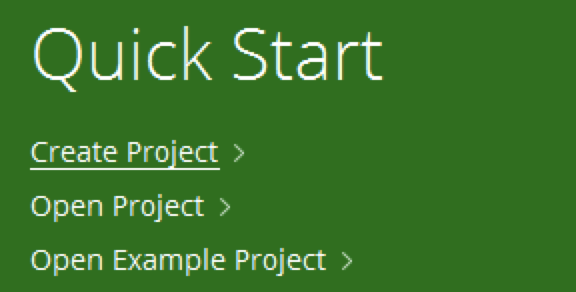 Quick Start
Create Project >
Open Project >
Open Example Project >